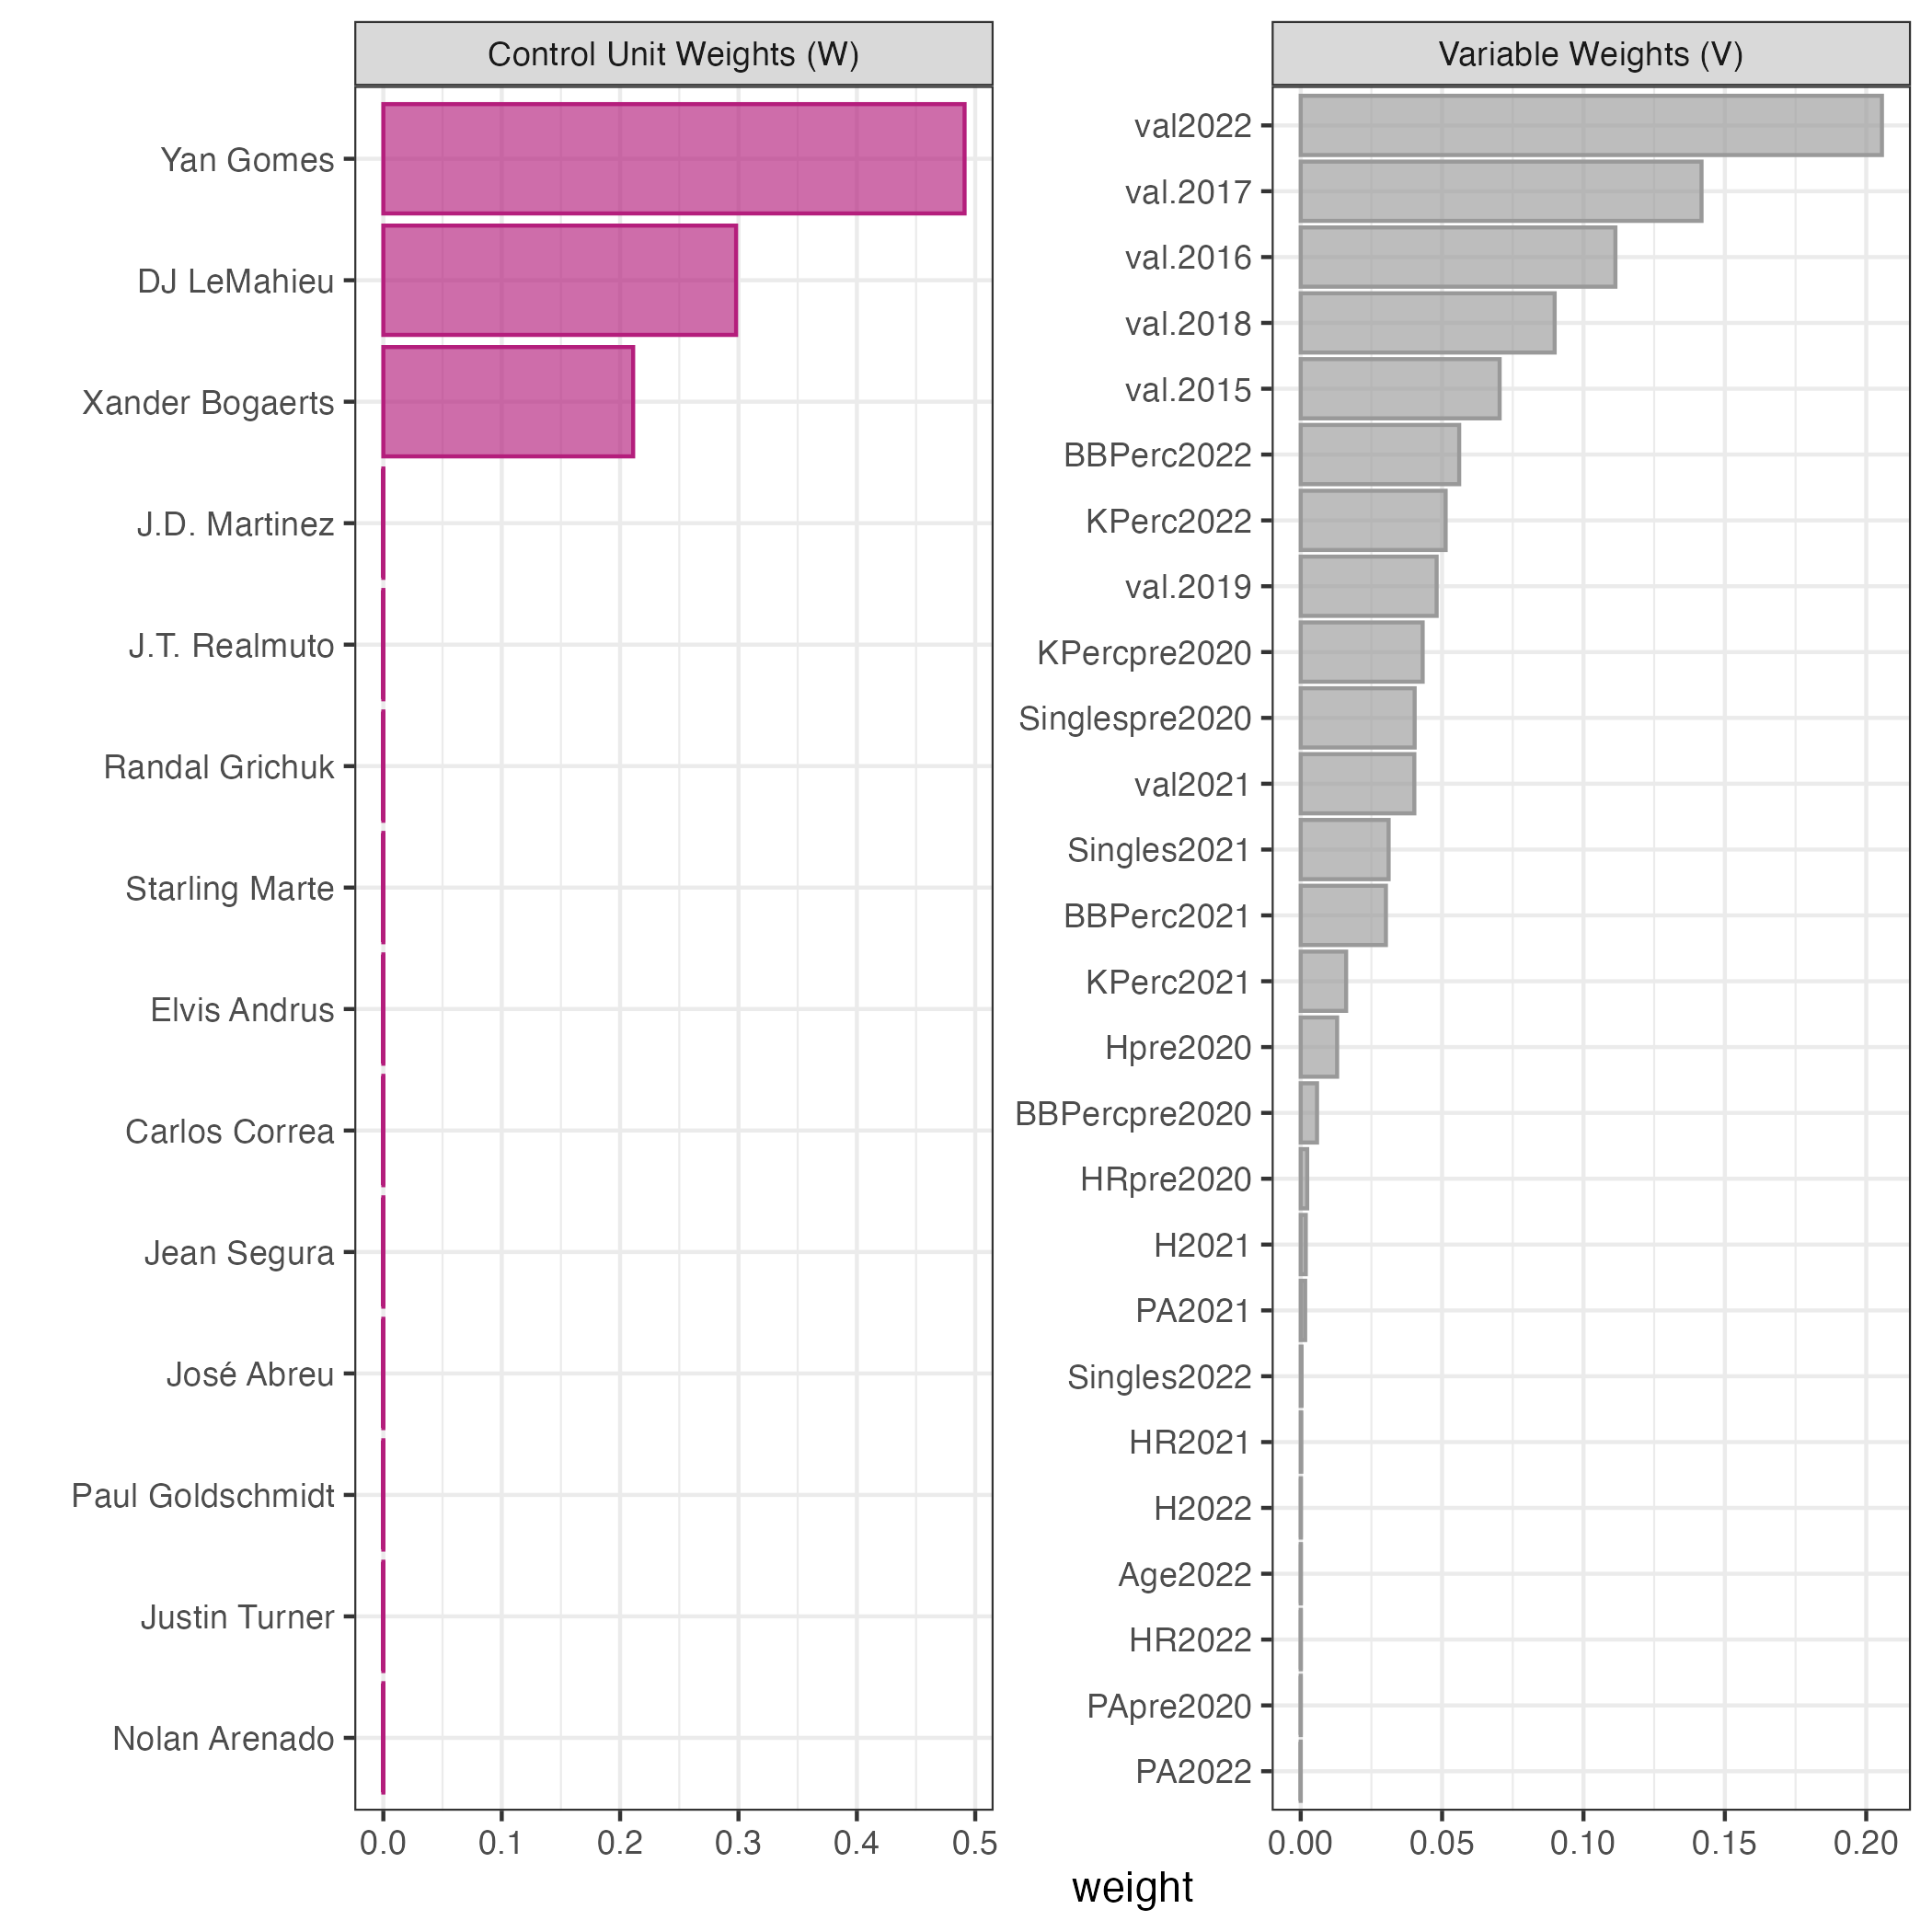 Control Unit Weights (W)
Yan Gomes
DJ LeMahieu
Xander Bogaerts
J.D. Martinez
J.T. Realmuto
Randal Grichuk
Starling Marte
Elvis Andrus
Carlos Correa
Jean Segura
José Abreu
Paul Goldschmidt
Justin Turner
Nolan Arenado
0.0 0.1 0.2 0.3 0.4 0.5
Variable Weights (V)
val2022
val.2017
val.2016
val.2018
val.2015
BBPerc2022
KPerc2022
val.2019
KPercpre2020
Singlespre2020
val2021
Singles2021
BBPerc2021
KPerc2021
Hpre2020
BBPercpre2020
HRpre2020
H2021
PA2021
Singles2022
HR2021
H2022
Age2022
HR2022
PApre2020
PA2022
0.00 0.05 0.10 0.15 0.20
weight